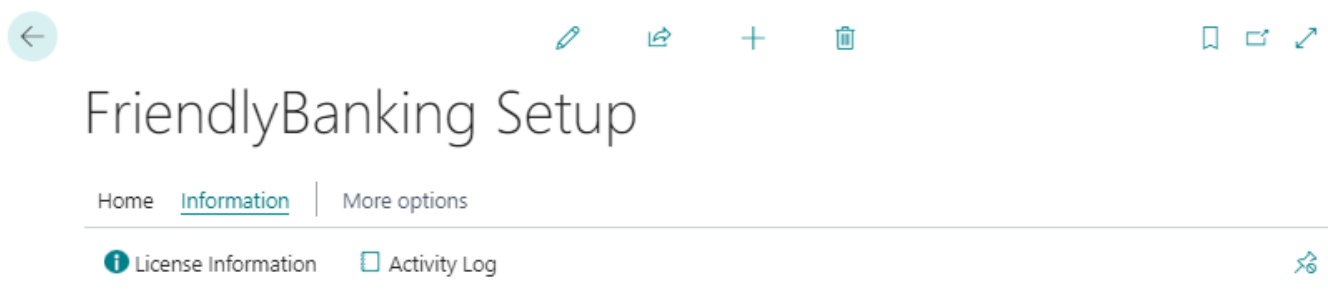 FriendlyBanking Setup
Home Information More options
License Information Activity Log